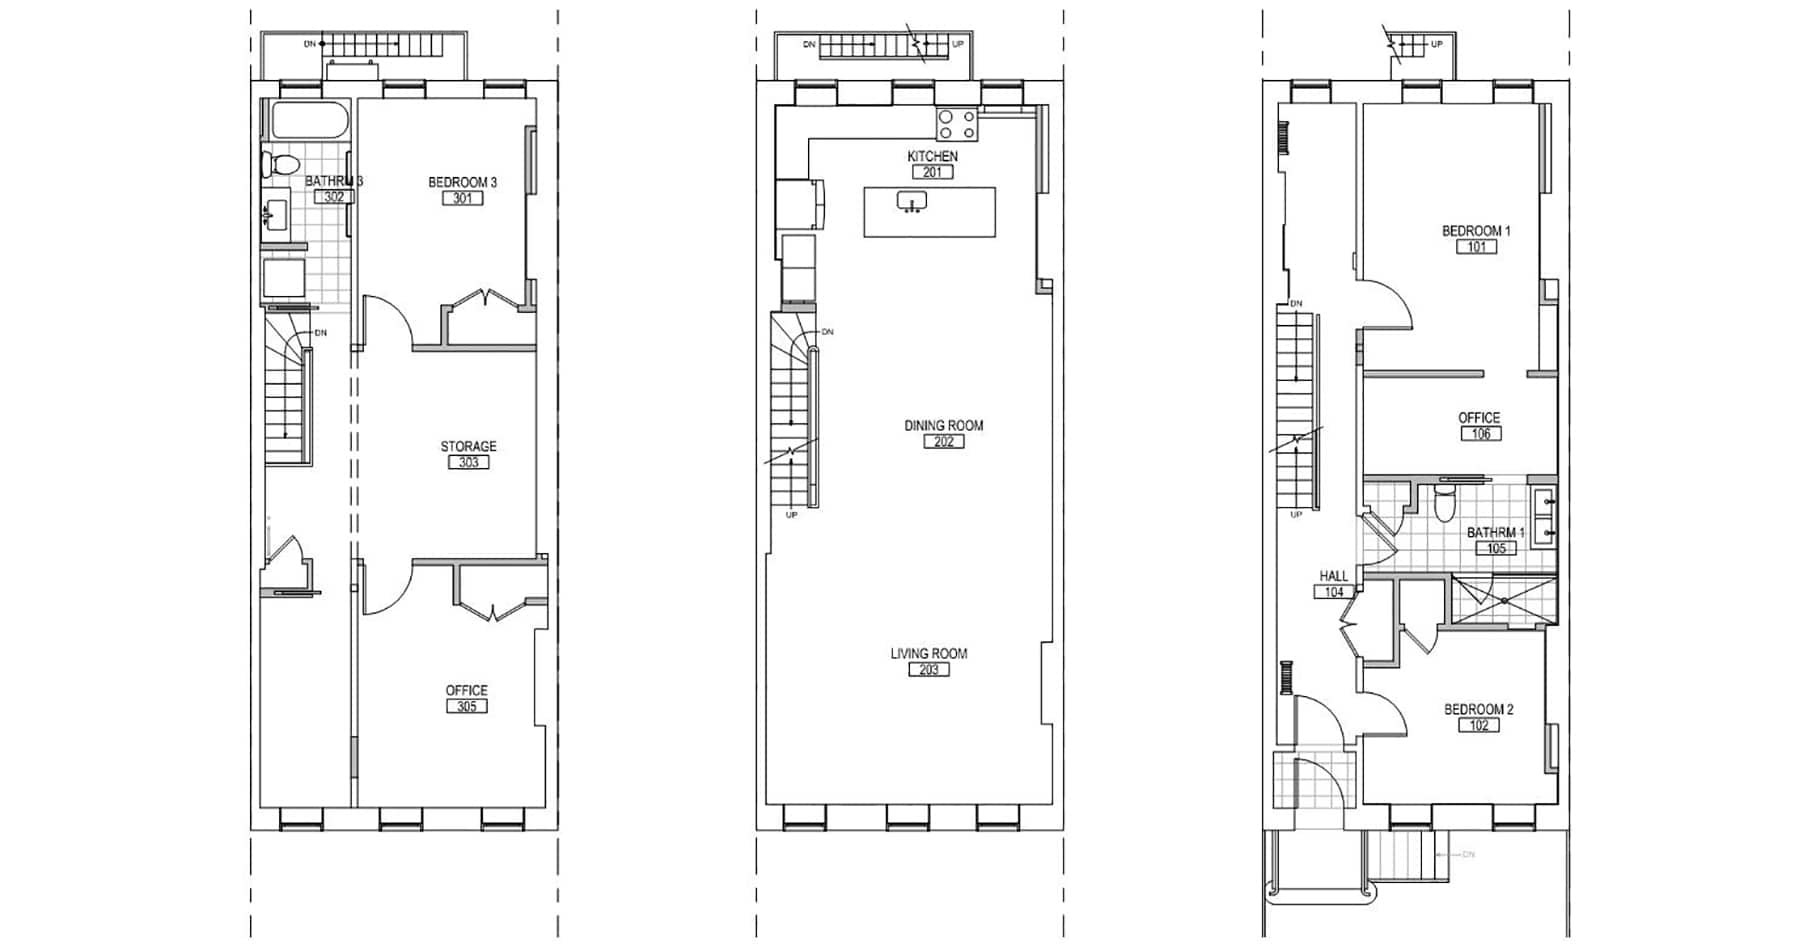 DN
BATHRM 3
302
BEDROOM 3
301
DN
STORAGE
303
OFFICE
305
DN
UP
KITCHEN
201
DN
DINING ROOM
202
UP
LIVING ROOM
203
UP
BEDROOM 1
101
DN
OFFICE
106
UP
BATHRM 1
105
HALL
104
BEDROOM 2
102
DN